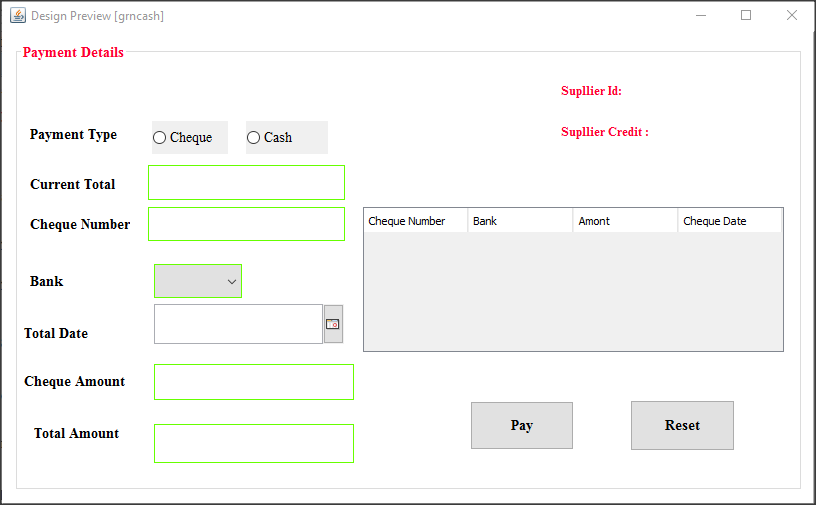 Design Preview [grncash]
Payment Details
Supllier Id:
Payment Type
Cheque
Cash
Supllier Credit :
Current Total
Cheque Number
Cheque Number Bank Amont Cheque Date
Bank
Total Date
Cheque Amount
Pay
Reset
Total Amount